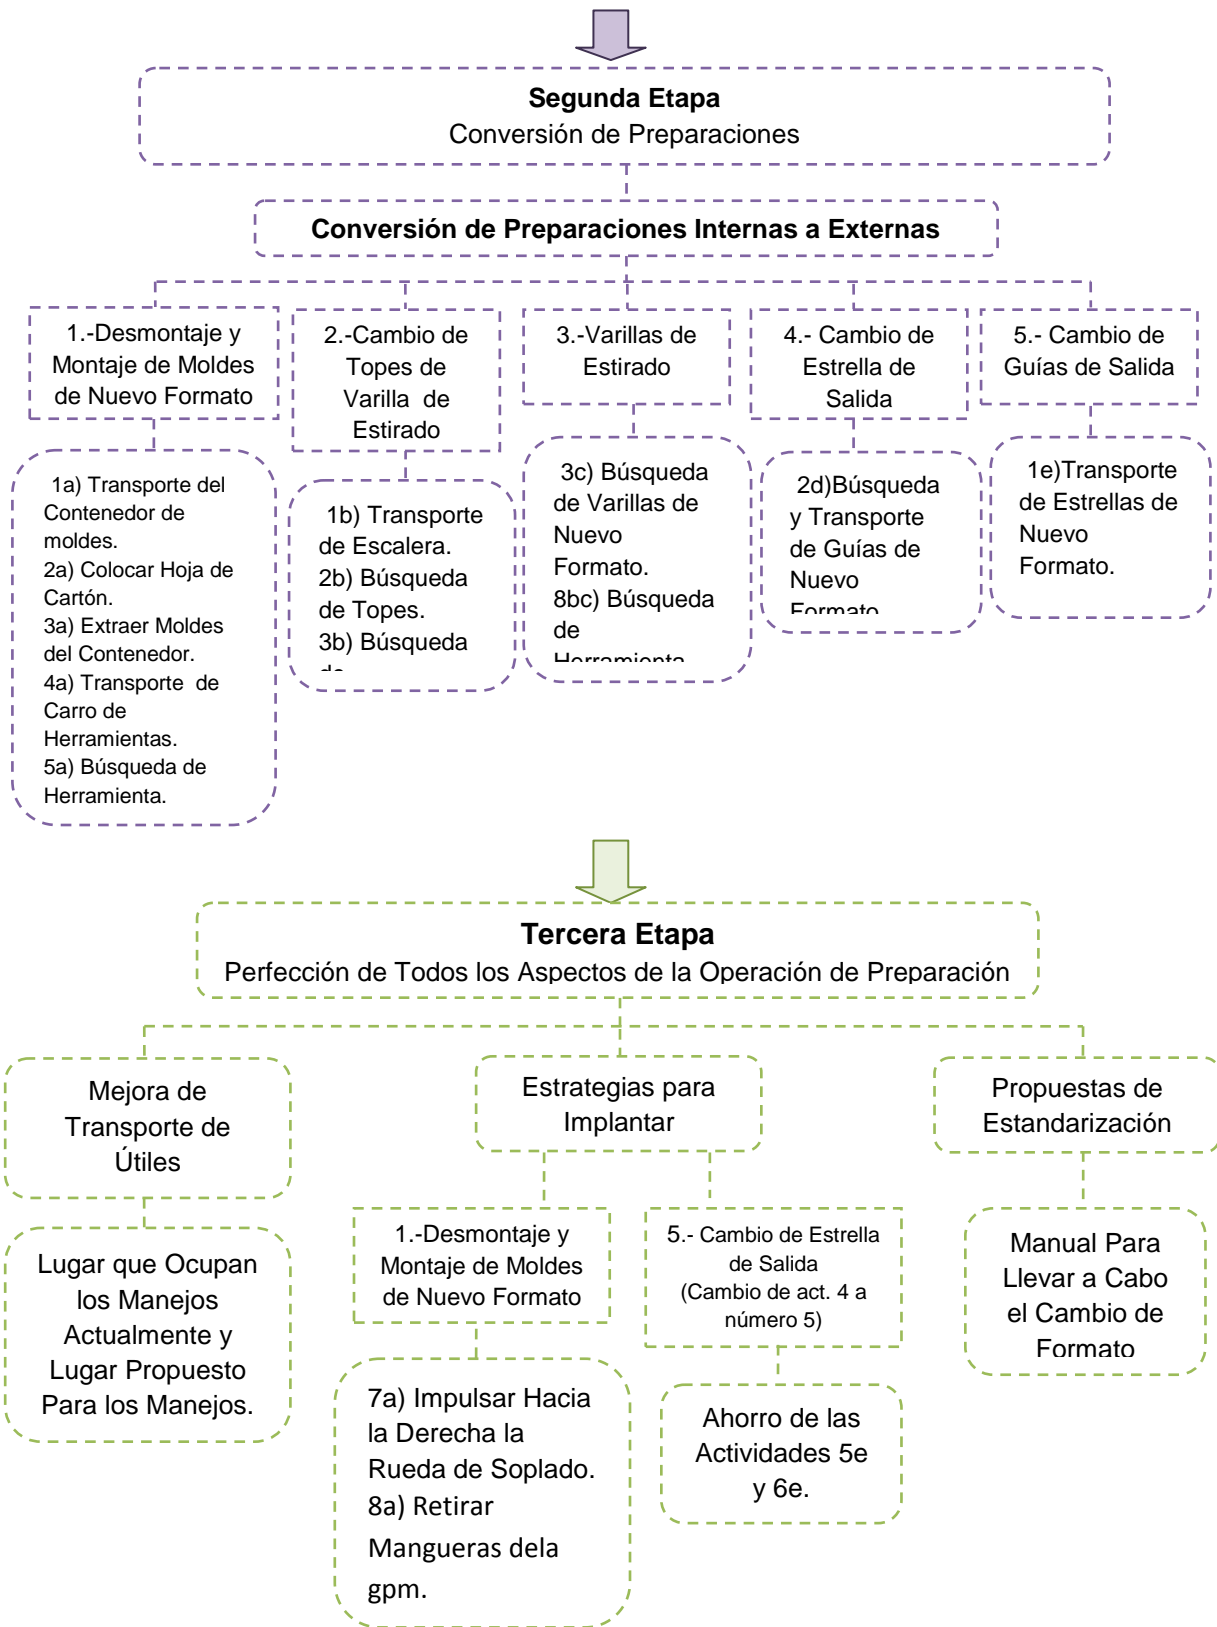 Segunda Etapa
Conversión de Preparaciones
Conversión de Preparaciones Internas a Externas
1.-Desmontaje y
Montaje de Moldes
de Nuevo Formato
2.-Cambio de
Topes de
Varilla de
Estirado
3.-Varillas de
Estirado
4.- Cambio de
Estrella de
Salida
5.- Cambio de
Guías de Salida
1a) Transporte del
Contenedor de
moldes.
2a) Colocar Hoja de
Cartón.
3a) Extraer Moldes
del Contenedor.
4a) Transporte de
Carro de
Herramientas.
5a) Búsqueda de
Herramienta.
1b) Transporte
de Escalera.
2b) Búsqueda
de Topes.
3b) Búsqueda
de
3c) Búsqueda
de Varillas de
Nuevo
Formato.
8bc) Búsqueda
de
Herramienta
2d)Búsqueda
y Transporte
de Guías de
Nuevo
Formato
1e)Transporte
de Estrellas de
Nuevo
Formato.
Tercera Etapa
Perfección de Todos los Aspectos de la Operación de Preparación
Mejora de
Transporte de
Útiles
Estrategias para
Implantar
Propuestas de
Estandarización
Lugar que Ocupan
los Manejos
Actualmente y
Lugar Propuesto
Para los Manejos.
1.-Desmontaje y
Montaje de Moldes
de Nuevo Formato
5.- Cambio de Estrella
de Salida
(Cambio de act. 4 a
número 5)
Manual Para
Llevar a Cabo
el Cambio de
Formato
7a) Impulsar Hacia
la Derecha la
Rueda de Soplado.
8a) Retirar
Mangueras dela
gpm.
Ahorro de las
Actividades 5e
y 6e.